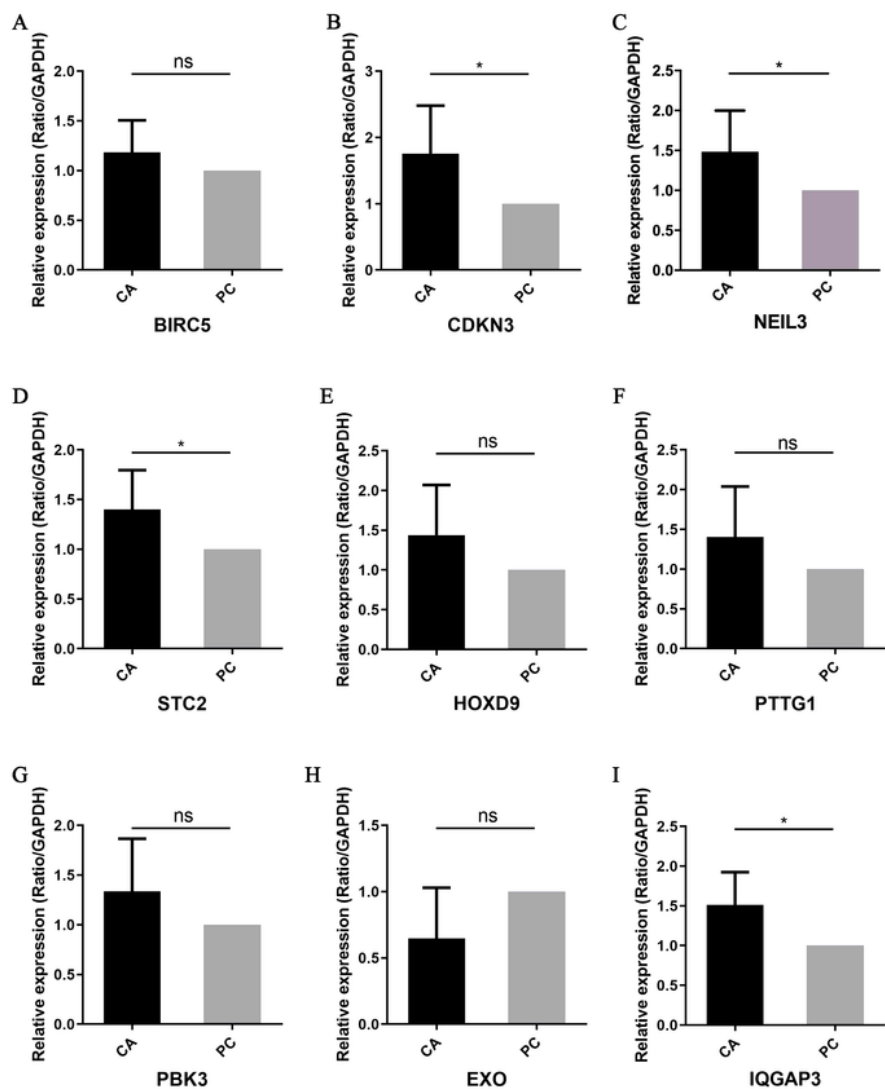 A
Relative expression (Ratio/GAPDH)
2.0
1.5
1.0
0.5
0.0
ns
CA
PC
BIRC5
B
Relative expression (Ratio/GAPDH)
3
2
1
0
*
CA
PC
CDKN3
C
Relative expression (Ratio/GAPDH)
2.5
2.0
1.5
1.0
0.5
0.0
*
CA
PC
NEIL3
D
Relative expression (Ratio/GAPDH)
2.0
1.5
1.0
0.5
0.0
*
CA
PC
STC2
E
Relative expression (Ratio/GAPDH)
2.5
2.0
1.5
1.0
0.5
0.0
ns
CA
PC
HOXD9
F
Relative expression (Ratio/GAPDH)
2.5
2.0
1.5
1.0
0.5
0.0
ns
CA
PC
PTTG1
G
Relative expression (Ratio/GAPDH)
2.0
1.5
1.0
0.5
0.0
ns
CA
PC
PBK3
H
Relative expression (Ratio/GAPDH)
1.5
1.0
0.5
0.0
ns
CA
PC
EXO
I
Relative expression (Ratio/GAPDH)
2.5
2.0
1.5
1.0
0.5
0.0
*
CA
PC
IQGAP3